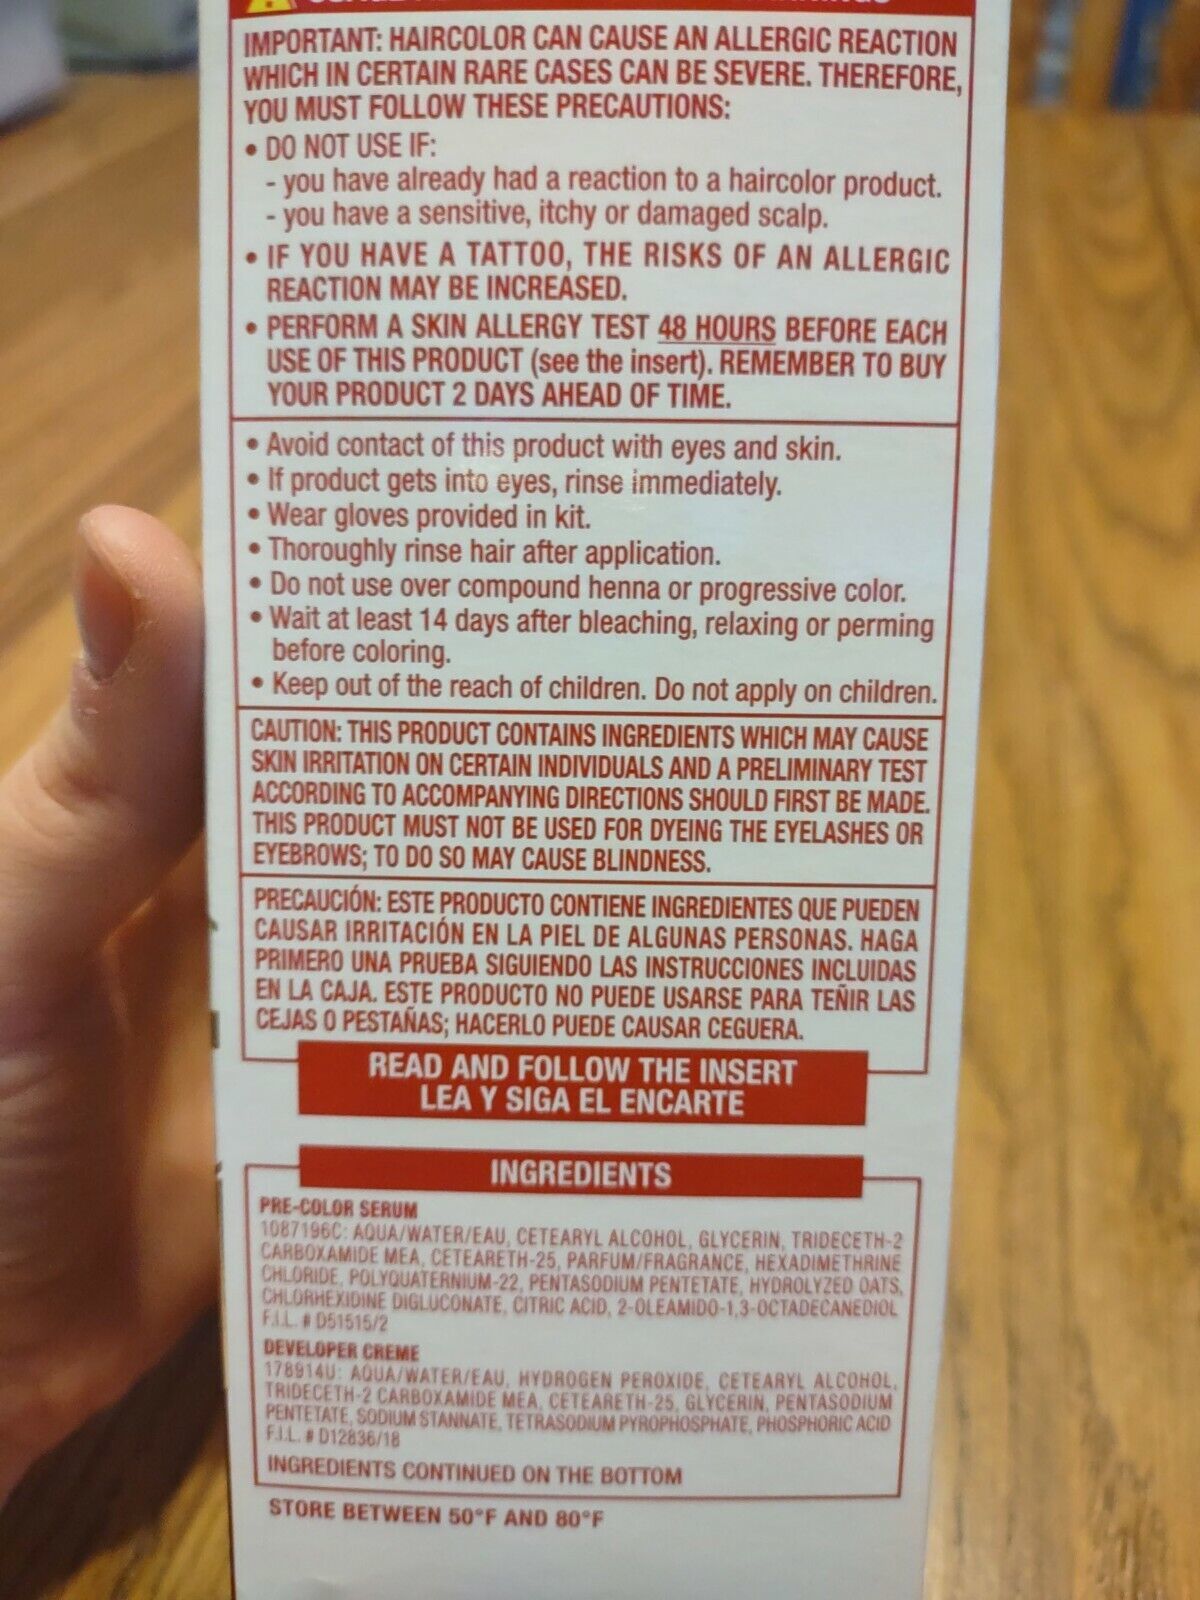 IMPORTANT: HAIRCOLOR CAN CAUSE AN ALLERGIC REACTION
WHICH IN CERTAIN RARE CASES CAN BE SEVERE. THEREFORE,
YOU MUST FOLLOW THESE PRECAUTIONS:
• DO NOT USE IF:
- you have already had a reaction to a haircolor product.
- you have a sensitive, itchy or damaged scalp.
• IF YOU HAVE A TATTOO, THE RISKS OF AN ALLERGIC
REACTION MAY BE INCREASED.
• PERFORM A SKIN ALLERGY TEST 48 HOURS BEFORE EACH
USE OF THIS PRODUCT (see the insert). REMEMBER TO BUY
YOUR PRODUCT 2 DAYS AHEAD OF TIME.
• Avoid contact of this product with eyes and skin.
• If product gets into eyes, rinse immediately.
• Wear gloves provided in kit.
• Thoroughly rinse hair after application.
• Do not use over compound henna or progressive color.
• Wait at least 14 days after bleaching, relaxing or perming
before coloring.
• Keep out of the reach of children. Do not apply on children.
CAUTION: THIS PRODUCT CONTAINS INGREDIENTS WHICH MAY CAUSE
SKIN IRRITATION ON CERTAIN INDIVIDUALS AND A PRELIMINARY TEST
ACCORDING TO ACCOMPANYING DIRECTIONS SHOULD FIRST BE MADE.
THIS PRODUCT MUST NOT BE USED FOR DYEING THE EYELASHES OR
EYEBROWS; TO DO SO MAY CAUSE BLINDNESS.
PRECAUCIÓN: ESTE PRODUCTO CONTIENE INGREDIENTES QUE PUEDEN
CAUSAR IRRITACIÓN EN LA PIEL DE ALGUNAS PERSONAS. HAGA
PRIMERO UNA PRUEBA SIGUIENDO LAS INSTRUCCIONES INCLUIDAS
EN LA CAJA. ESTE PRODUCTO NO PUEDE USARSE PARA TEÑIR LAS
CEJAS O PESTAÑAS; HACERLO PUEDE CAUSAR CEGUERA.
READ AND FOLLOW THE INSERT
LEA Y SIGA EL ENCARTE
INGREDIENTS
PRE-COLOR SERUM
1087196C: AQUA/WATER/EAU, CETEARYL ALCOHOL, GLYCERIN, TRIDECETH-2
CARBOXAMIDE MEA, CETEARETH-25, PARFUM/FRAGRANCE, HEXADIMETHRINE
CHLORIDE, POLYQUATERNIUM-22, PENTASODIUM PENTETATE, HYDROLYZED OATS,
CHLORHEXIDINE DIGLUCONATE, CITRIC ACID, 2-OLEAMIDO-1,3-OCTADECANEDIOL
F.I.L. # D51515/2
DEVELOPER CREME
178914U: AQUA/WATER/EAU, HYDROGEN PEROXIDE, CETEARYL ALCOHOL,
TRIDECETH-2 CARBOXAMIDE MEA, CETEARETH-25, GLYCERIN, PENTASODIUM
PENTETATE, SODIUM STANNATE, TETRASODIUM PYROPHOSPHATE, PHOSPHORIC ACID
F.I.L. # D12836/18
INGREDIENTS CONTINUED ON THE BOTTOM
STORE BETWEEN 50°F AND 80°F